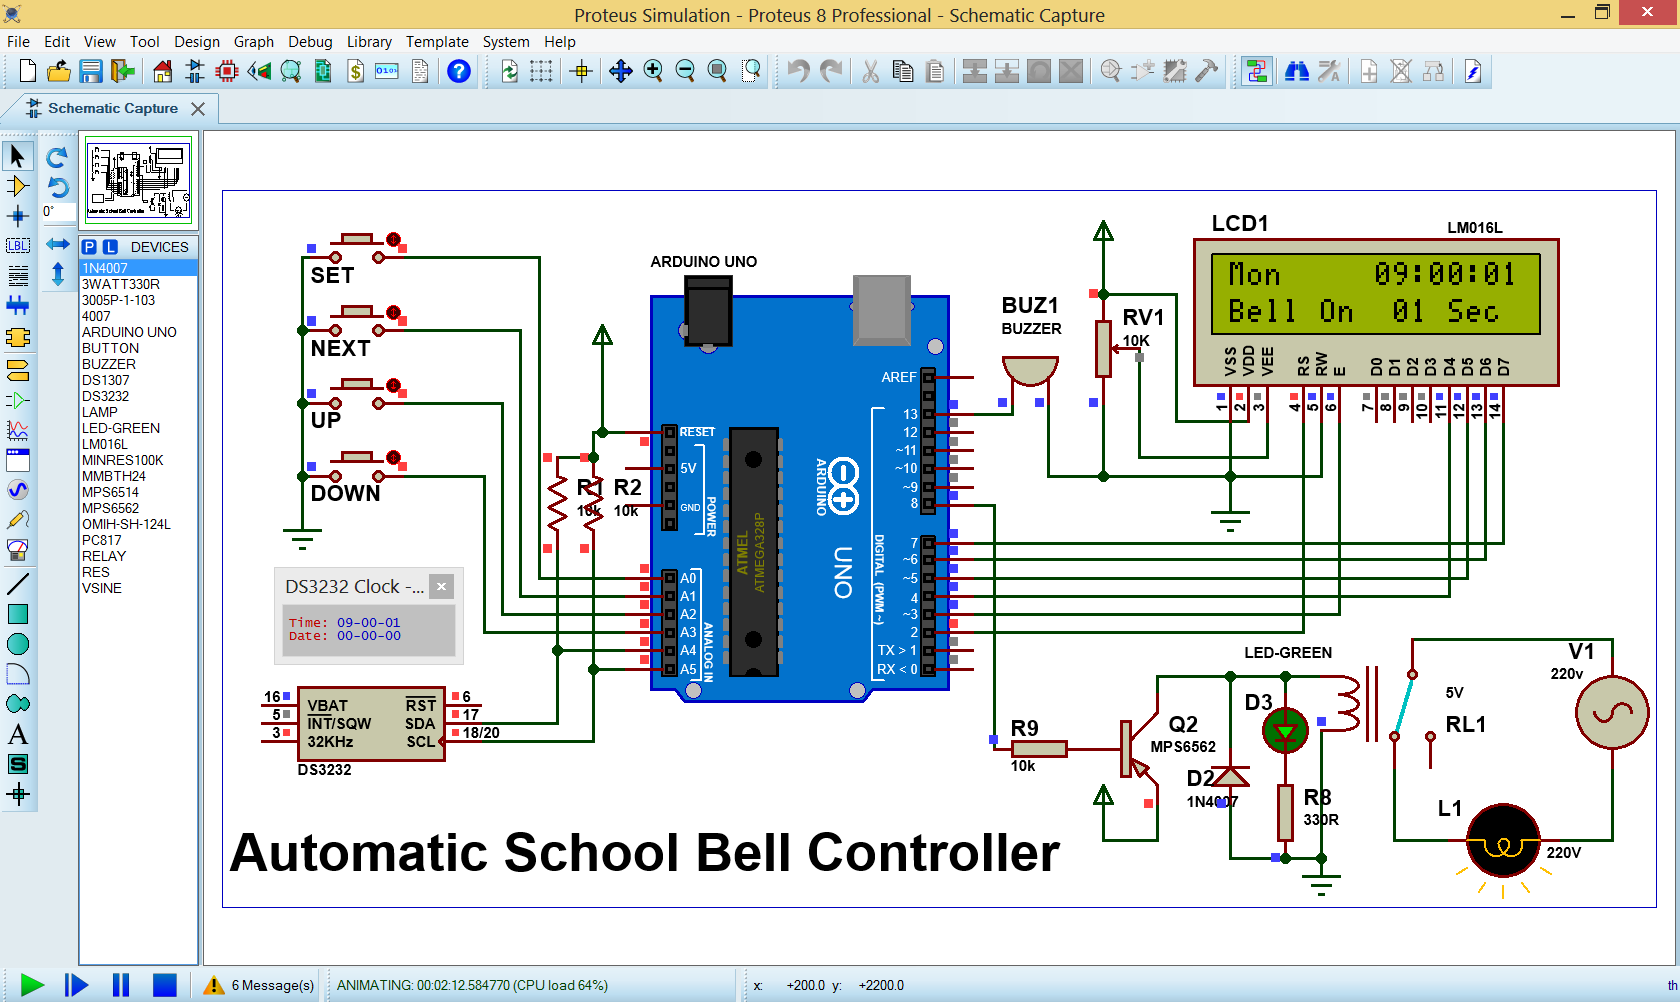 Proteus Simulation - Proteus 8 Professional - Schematic Capture
File Edit View Tool Design Graph Debug Library Template System Help
Schematic Capture
0°
LBL
A
S
P L DEVICES
1N4007
3WATT330R
3005P-1-103
4007
ARDUINO UNO
BUTTON
BUZZER
DS1307
DS3232
LAMP
LED-GREEN
LM016L
MINRES100K
MMBTH24
MPS6514
MPS6562
OMIH-SH-124L
PC817
RELAY
RES
VSINE
SET
NEXT
UP
DOWN
DS3232 Clock -...
Time: 09-00-01
Date: 00-00-00
16 VBAT RST 6
5 INT/SQW SDA 17
3 32KHz SCL 18/20
DS3232
R1 R2
10k 10k
ARDUINO UNO
RESET
5V
GND
POWER
A0
A1
A2
A3
A4
A5
ANALOG IN
ATMEL
ATMEGA328P
ARDUINO
UNO
AREF
13
12
~11
~10
~9
8
7
~6
~5
4
~3
2
TX > 1
RX < 0
DIGITAL (PWM ~)
BUZ1
BUZZER
RV1
10K
LCD1 LM016L
Mon 09:00:01
Bell On 01 Sec
VSS VDD VEE RS RW E D0 D1 D2 D3 D4 D5 D6 D7
1 2 3 4 5 6 7 8 9 10 11 12 13 14
R9
10k
Q2
MPS6562
D2
1N4007
LED-GREEN
D3
R8
330R
5V
RL1
V1
220v
L1
220V
Automatic School Bell Controller
6 Message(s) ANIMATING: 00:02:12.584770 (CPU load 64%) x: +200.0 y: +2200.0 th